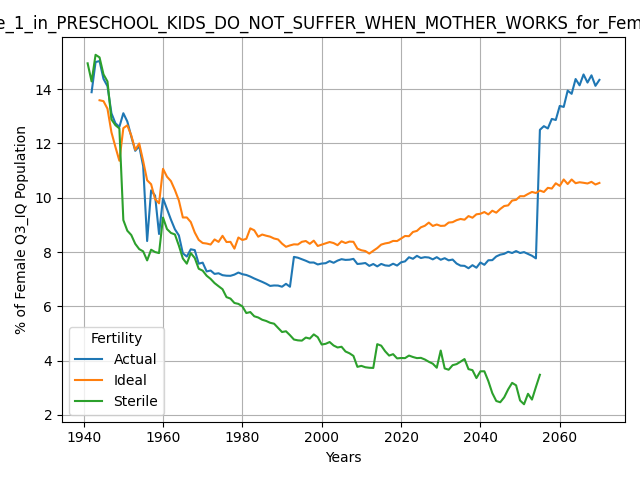 e_1_in_PRESCHOOL_KIDS_DO_NOT_SUFFER_WHEN_MOTHER_WORKS_for_Fem
% of Female Q3_IQ Population
14
12
10
8
6
4
2
Fertility
Actual
Ideal
Sterile
1940 1960 1980 2000 2020 2040 2060
Years